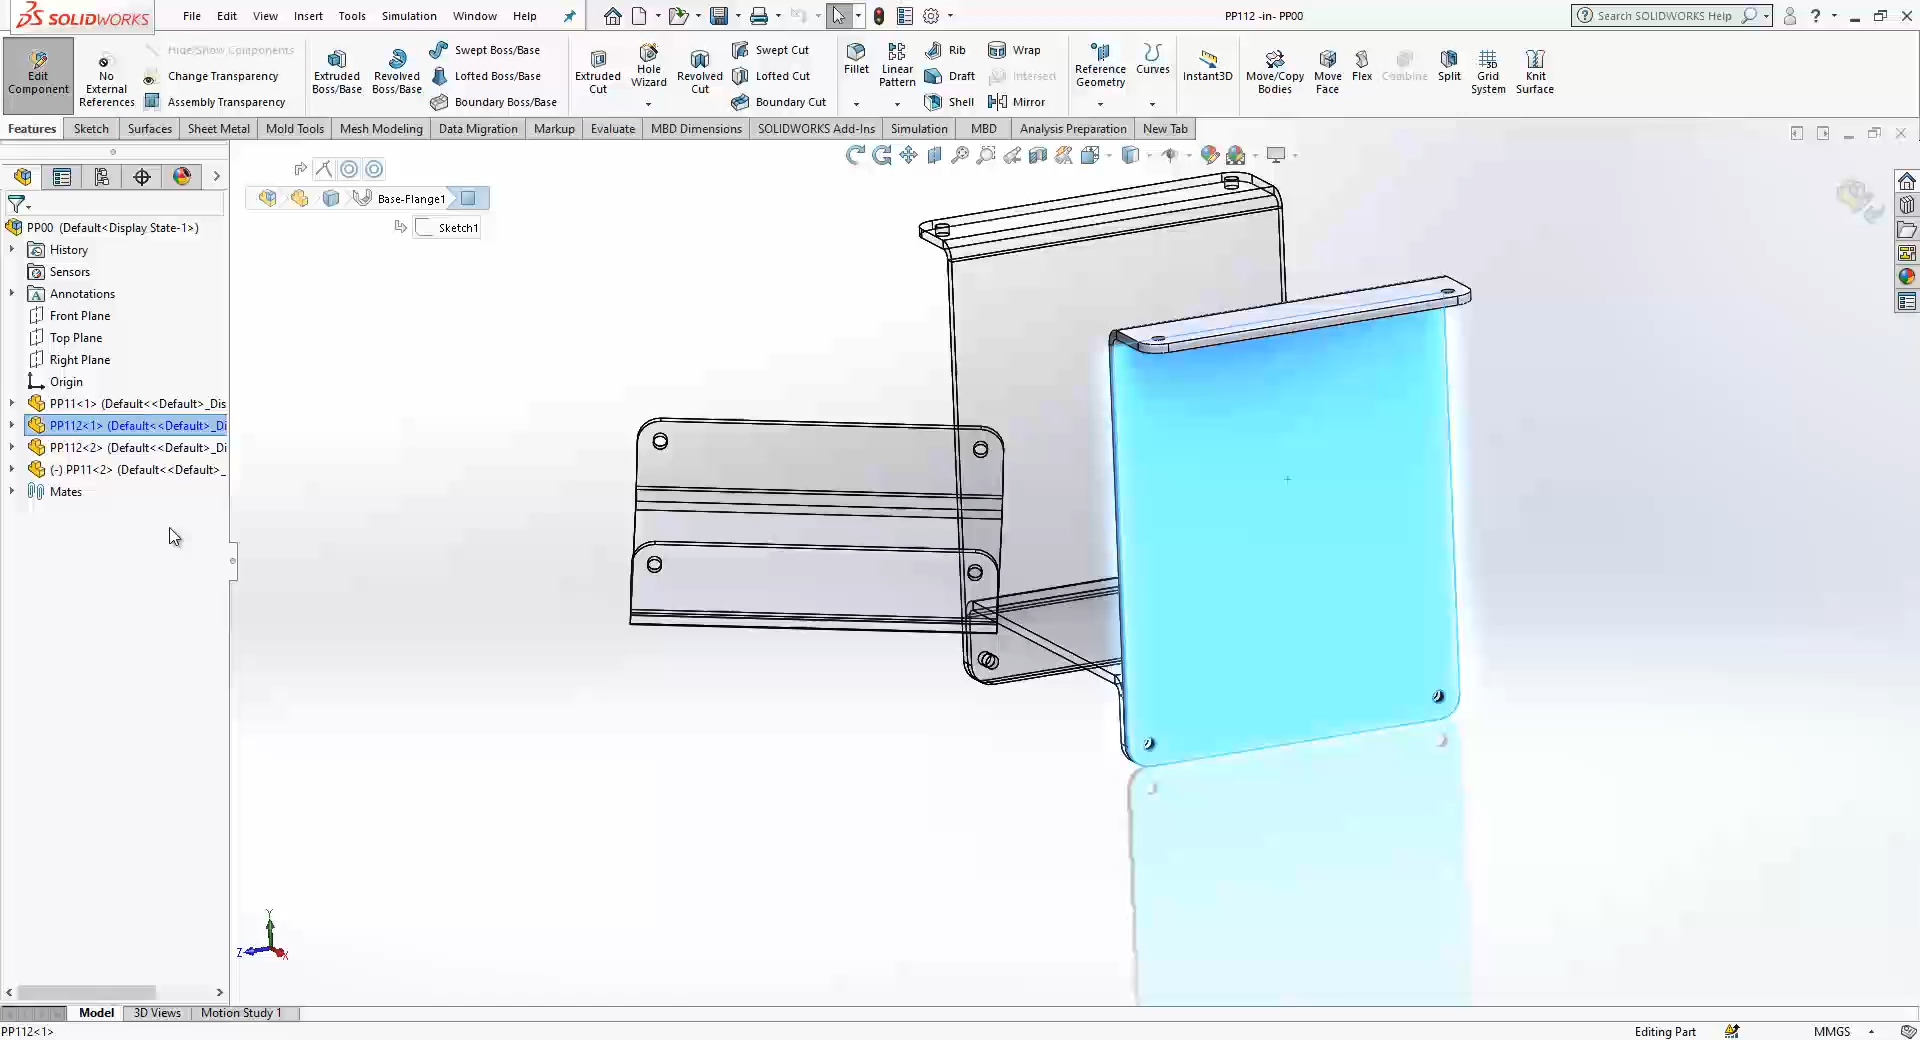 SOLIDWORKS File Edit View Insert Tools Simulation Window Help PP112 -in- PP00 Search SOLIDWORKS Help
Edit Component
No External References
Hide/Show Components
Change Transparency
Assembly Transparency
Extruded Boss/Base
Revolved Boss/Base
Swept Boss/Base
Lofted Boss/Base
Boundary Boss/Base
Extruded Cut
Hole Wizard
Revolved Cut
Swept Cut
Lofted Cut
Boundary Cut
Fillet
Linear Pattern
Rib
Draft
Shell
Wrap
Intersect
Mirror
Reference Geometry
Curves
Instant3D
Move/Copy Bodies
Move Face
Flex
Combine
Split
Grid System
Knit Surface
Features Sketch Surfaces Sheet Metal Mold Tools Mesh Modeling Data Migration Markup Evaluate MBD Dimensions SOLIDWORKS Add-Ins Simulation MBD Analysis Preparation New Tab
Base-Flange1
Sketch1
PP00 (Default<Display State-1>)
History
Sensors
Annotations
Front Plane
Top Plane
Right Plane
Origin
PP11<1> (Default<<Default>_Dis
PP112<1> (Default<<Default>_Di
PP112<2> (Default<<Default>_Di
(-) PP11<2> (Default<<Default>_
Mates
Y
Z X
Model 3D Views Motion Study 1
PP112<1> Editing Part MMGS